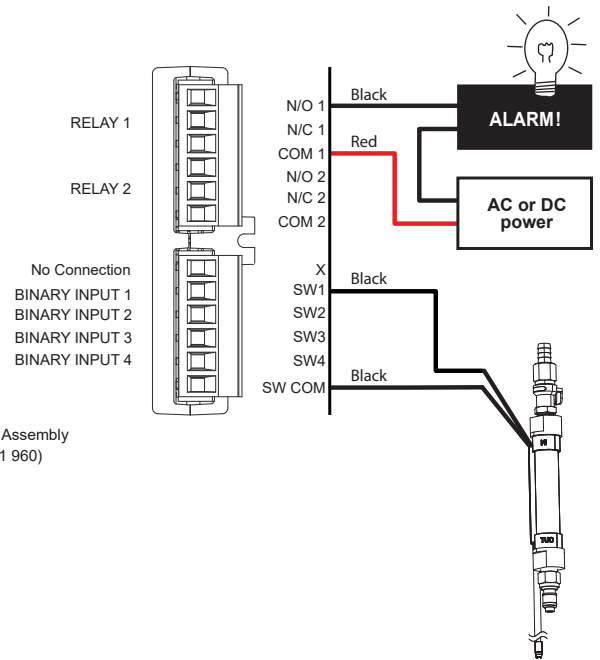 N/O 1
Black
RELAY 1
N/C 1
ALARM!
COM 1
Red
N/O 2
RELAY 2
N/C 2
AC or DC
power
COM 2
No Connection
X
BINARY INPUT 1
SW1
Black
BINARY INPUT 2
SW2
BINARY INPUT 3
SW3
BINARY INPUT 4
SW4
SW COM
Black
Assembly
1 960)
IN
OUT